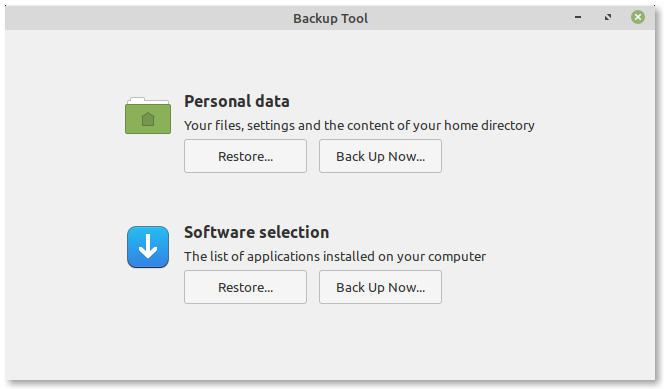 Backup Tool
Personal data
Your files, settings and the content of your home directory
Restore... Back Up Now...
Software selection
The list of applications installed on your computer
Restore... Back Up Now...